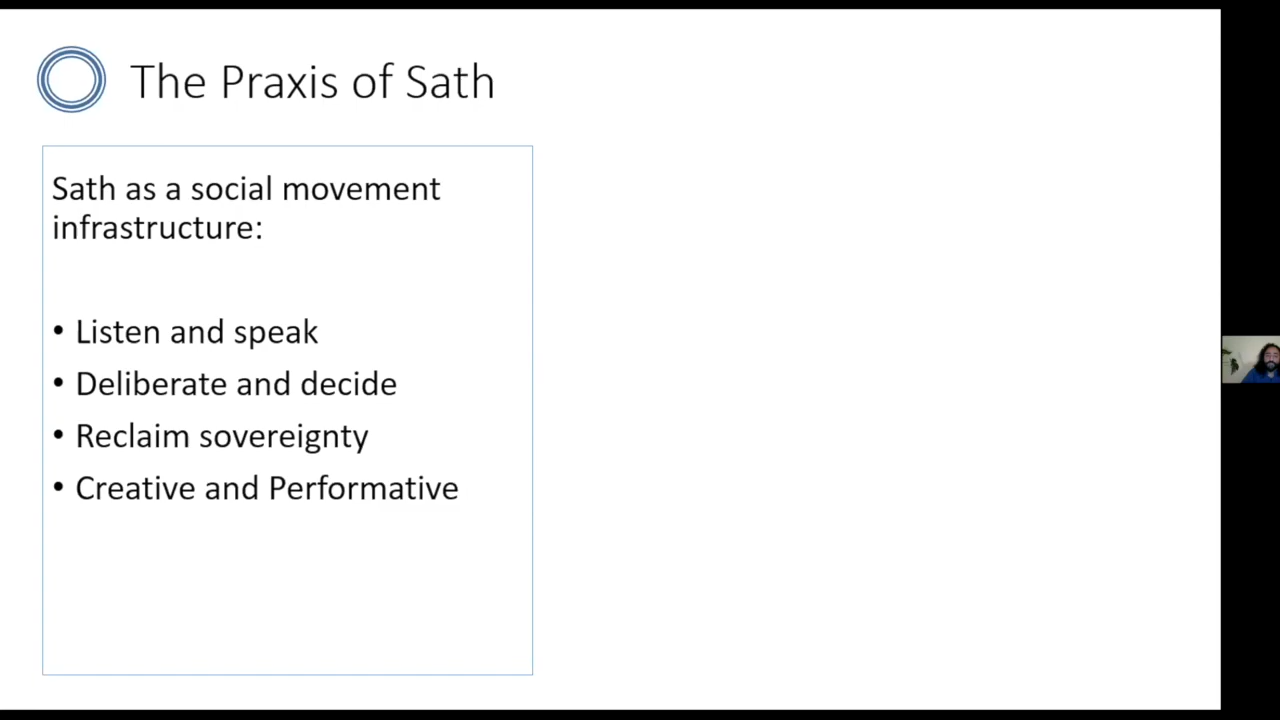 The Praxis of Sath
Sath as a social movement
infrastructure:
• Listen and speak
• Deliberate and decide
• Reclaim sovereignty
• Creative and Performative